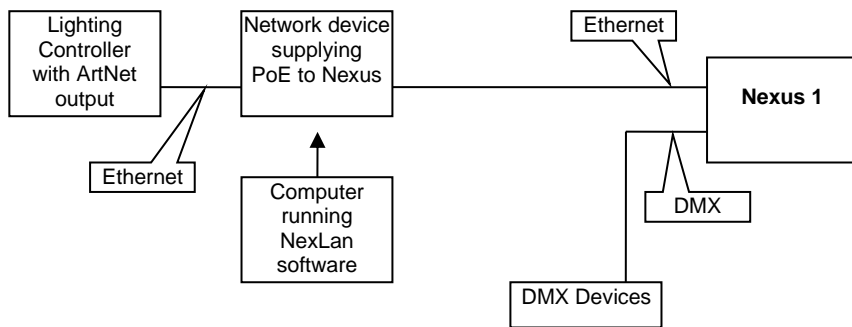 Lighting
Controller
with ArtNet
output
Network device
supplying
PoE to Nexus
Ethernet
Nexus 1
Ethernet
Computer
running
NexLan
software
DMX
DMX Devices